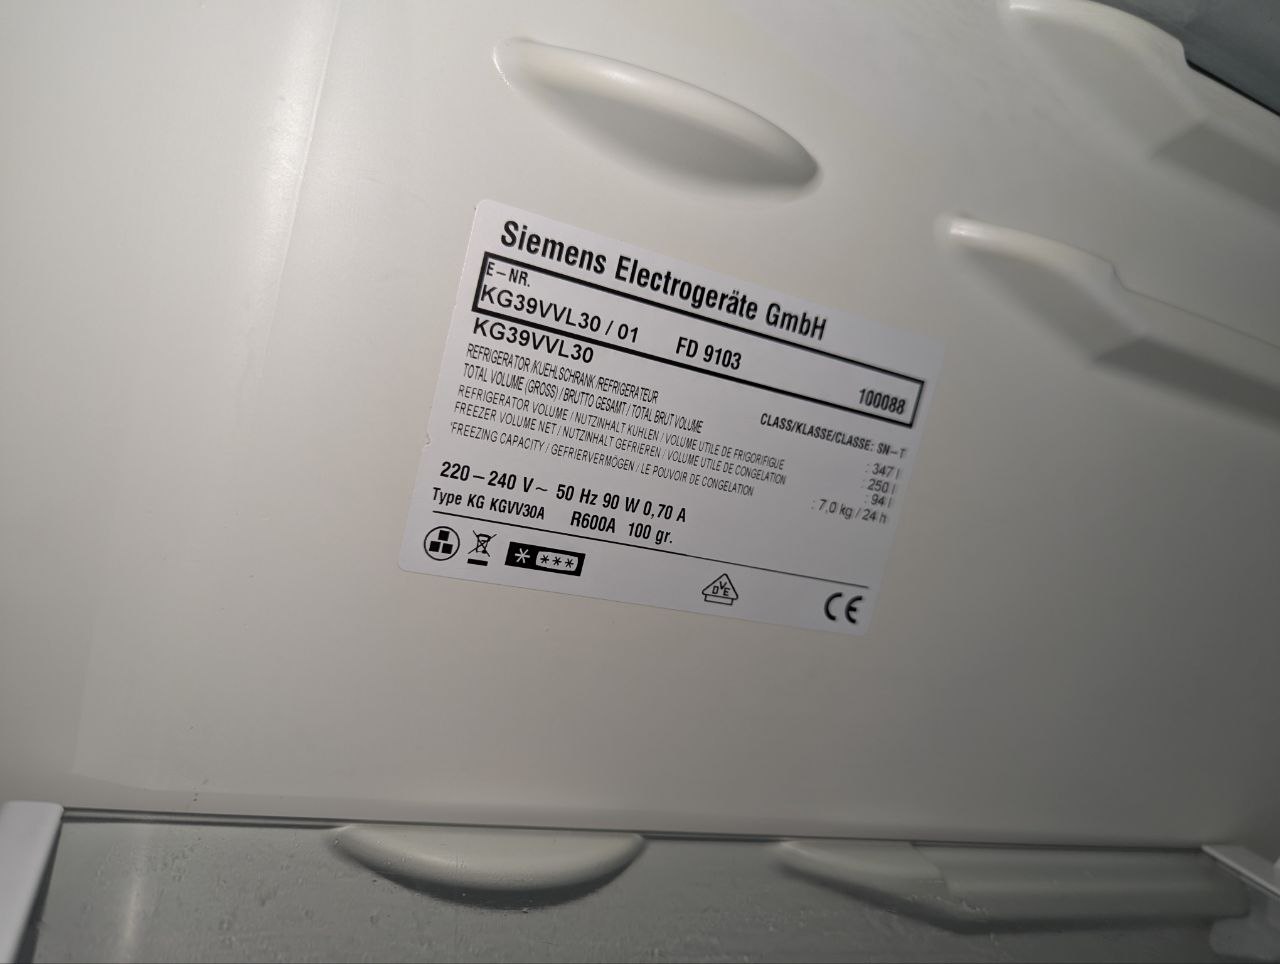 Siemens Electrogeräte GmbH
E-NR.
KG39VVL30 / 01 FD 9103 100088
KG39VVL30
REFRIGERATOR /KUEHLSCHRANK /REFRIGERATEUR CLASS/KLASSE/CLASSE: SN-T
TOTAL VOLUME (GROSS) / BRUTTO GESAMT / TOTAL BRUT VOLUME : 347 l
REFRIGERATOR VOLUME / NUTZINHALT KUHLEN / VOLUME UTILE DE FRIGORIFIGUE : 250 l
FREEZER VOLUME NET / NUTZINHALT GEFRIEREN / VOLUME UTILE DE CONGELATION : 94 l
*FREEZING CAPACITY / GEFRIERVERMÖGEN / LE POUVOIR DE CONGELATION : 7,0 kg / 24 h
220-240 V~ 50 Hz 90 W 0,70 A
Type KG KGVV30A R600A 100 gr.
* ***
DVE
CE